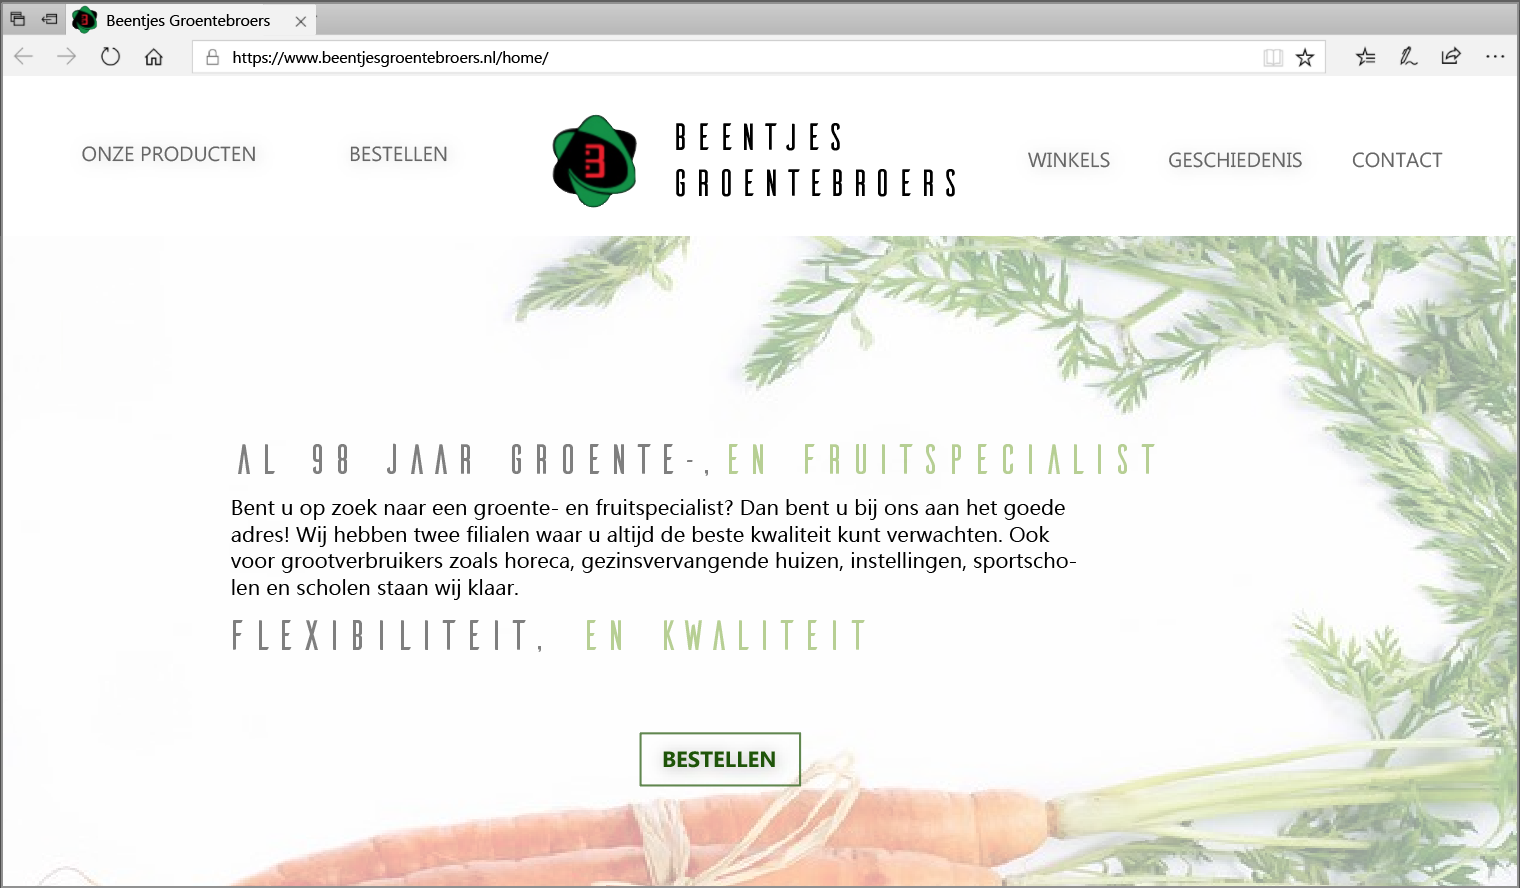 Beentjes Groentebroers
https://www.beentjesgroentebroers.nl/home/
ONZE PRODUCTEN
BESTELLEN
B
BEENTJES
GROENTEBROERS
WINKELS
GESCHIEDENIS
CONTACT
AL 98 JAAR GROENTE-, EN FRUITSPECIALIST
Bent u op zoek naar een groente- en fruitspecialist? Dan bent u bij ons aan het goede
adres! Wij hebben twee filialen waar u altijd de beste kwaliteit kunt verwachten. Ook
voor grootverbruikers zoals horeca, gezinsvervangende huizen, instellingen, sportscho-
len en scholen staan wij klaar.
FLEXIBILITEIT, EN KWALITEIT
BESTELLEN